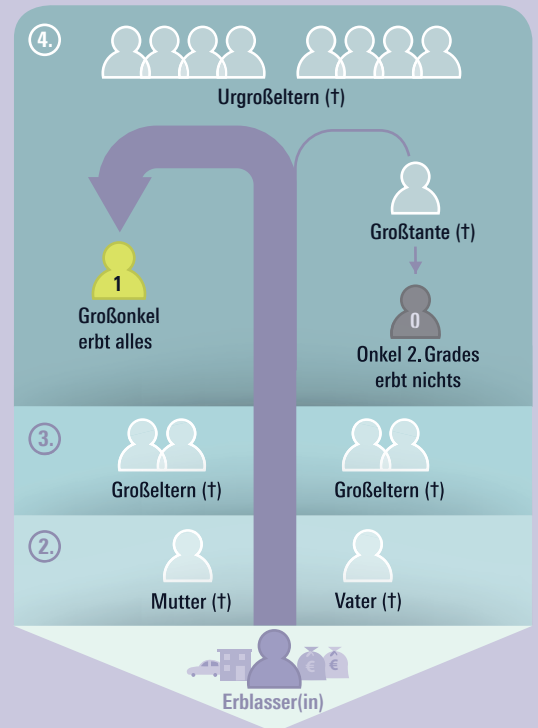 4.
Urgroßeltern (†)
Großtante (†)
1
Großonkel
erbt alles
0
Onkel 2. Grades
erbt nichts
3.
Großeltern (†)
Großeltern (†)
2.
Mutter (†)
Vater (†)
€ €
Erblasser(in)